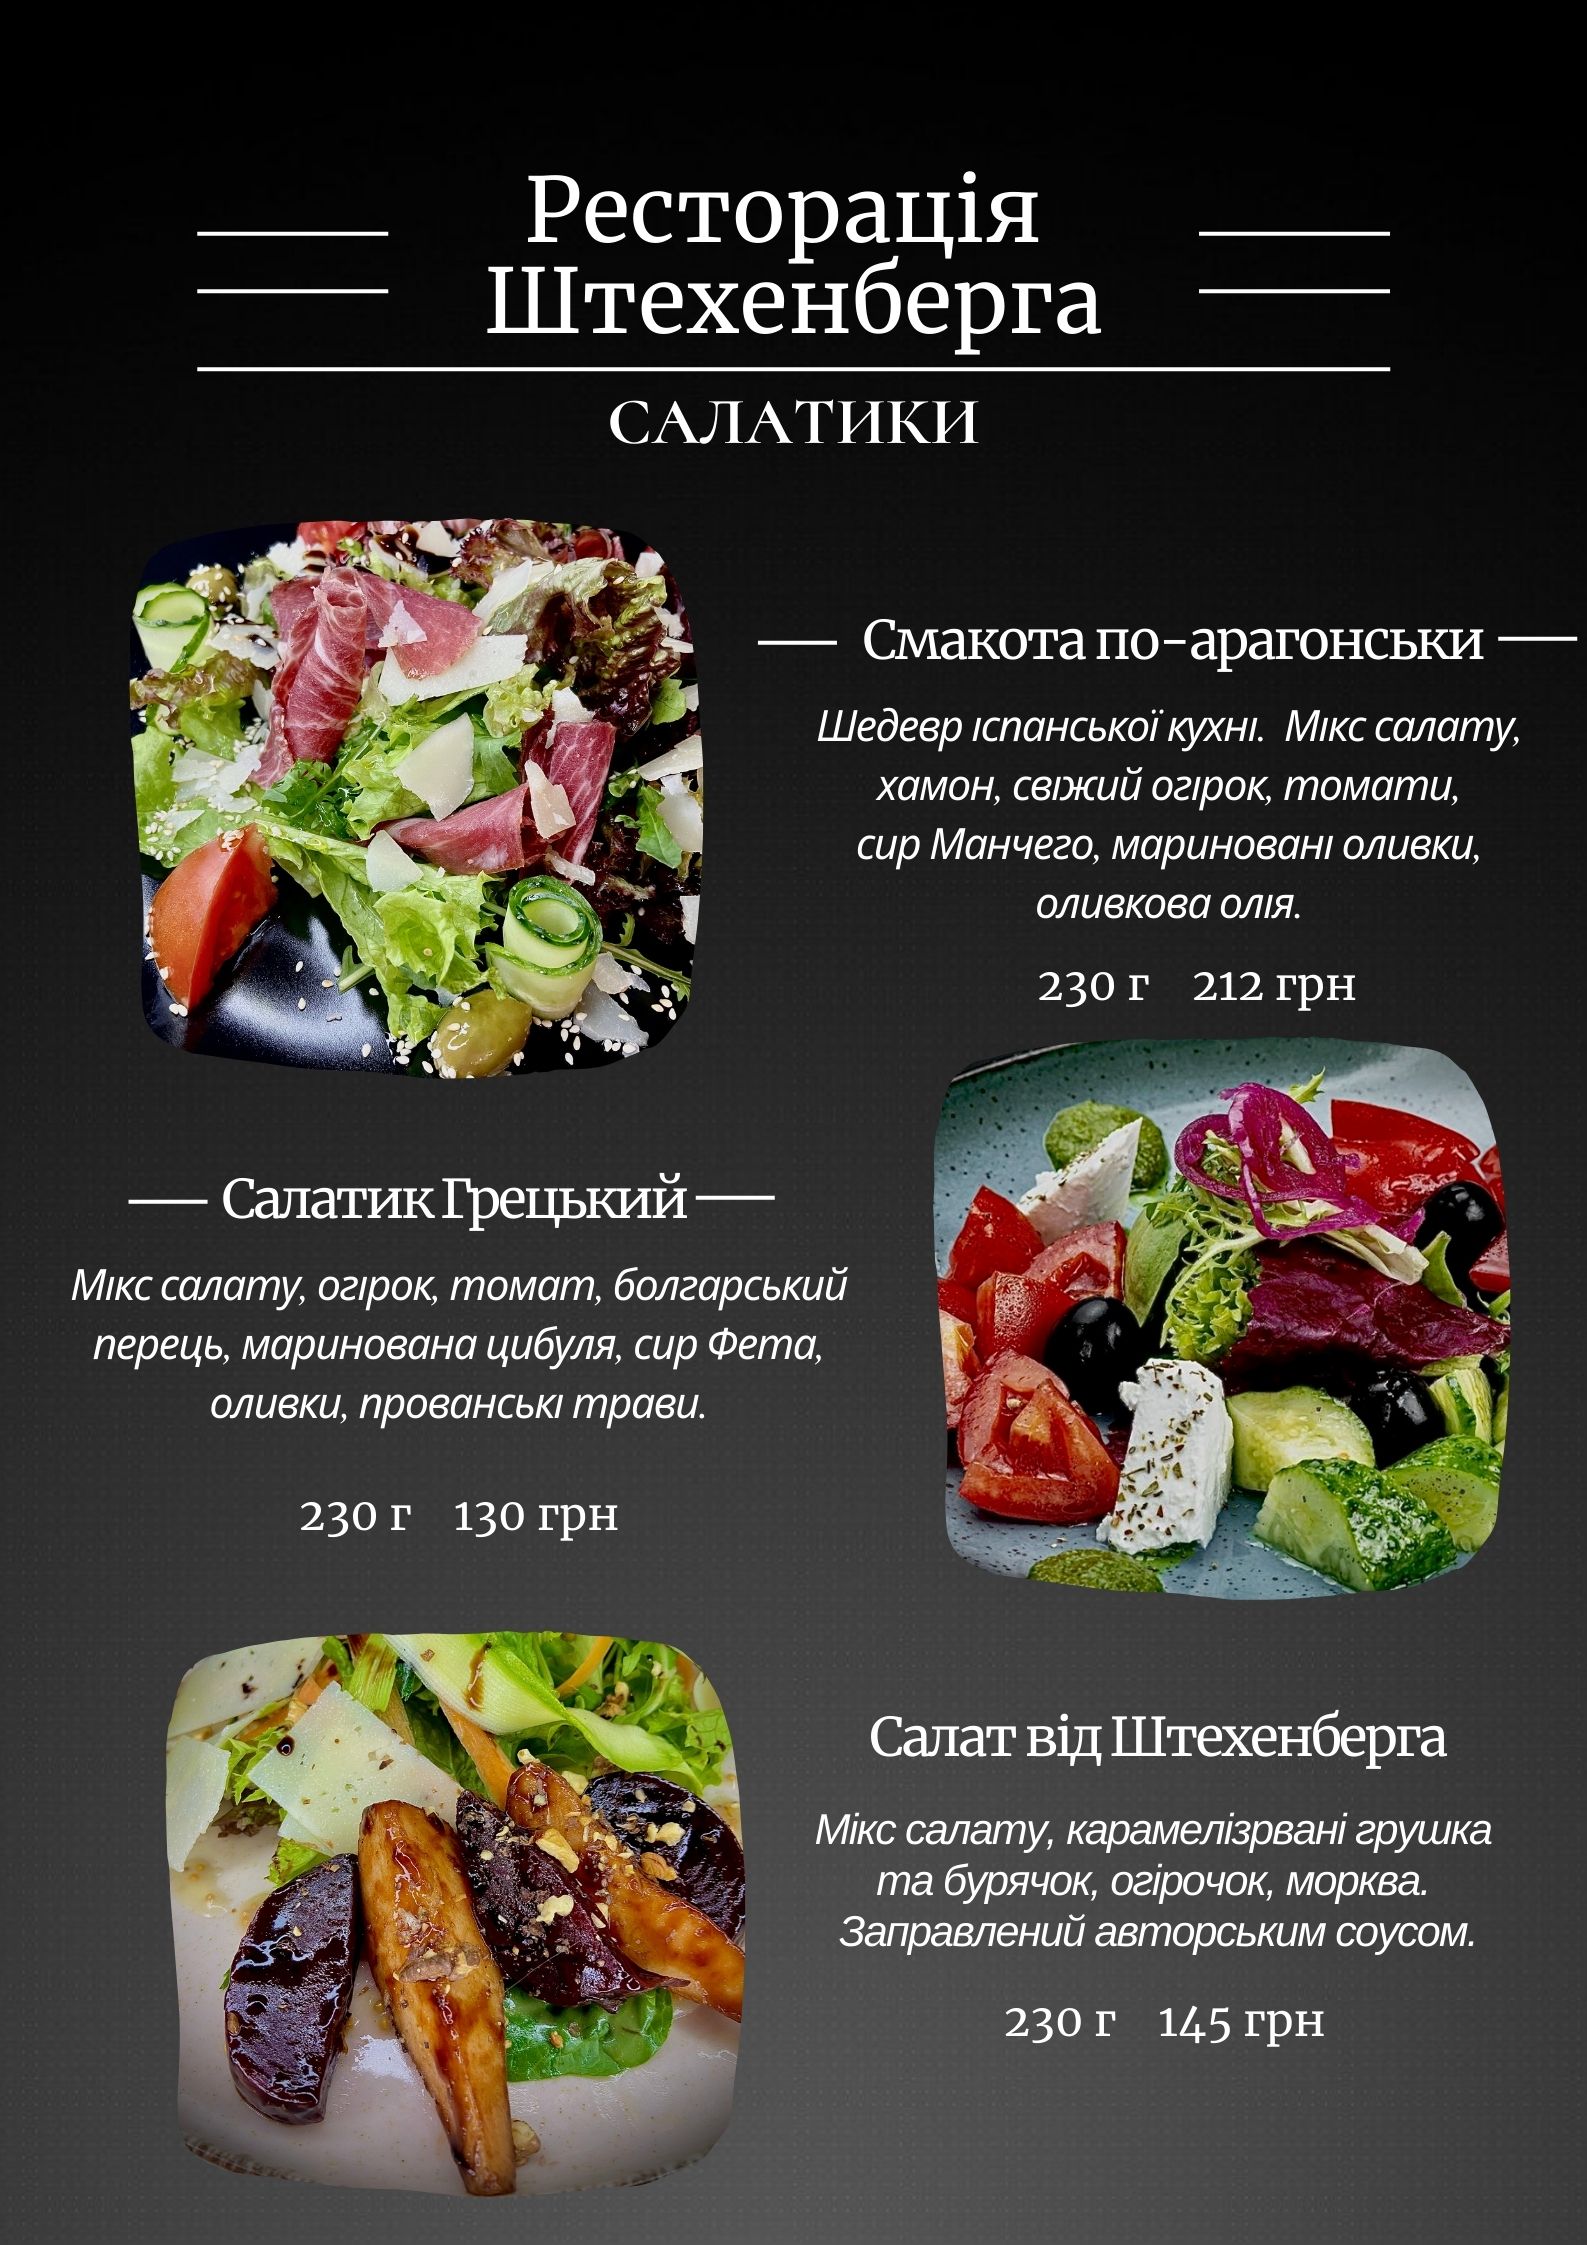 Ресторація
Штехенберга
САЛАТИКИ
Смакота по-арагонськи
Шедевр іспанської кухні. Мікс салату,
хамон, свіжий огірок, томати,
сир Манчего, мариновані оливки,
оливкова олія.
230 г 212 грн
Салатик Грецький
Мікс салату, огірок, томат, болгарський
перець, маринована цибуля, сир Фета,
оливки, прованські трави.
230 г 130 грн
Салат від Штехенберга
Мікс салату, карамелізрвані грушка
та бурячок, огірочок, морква.
Заправлений авторським соусом.
230 г 145 грн